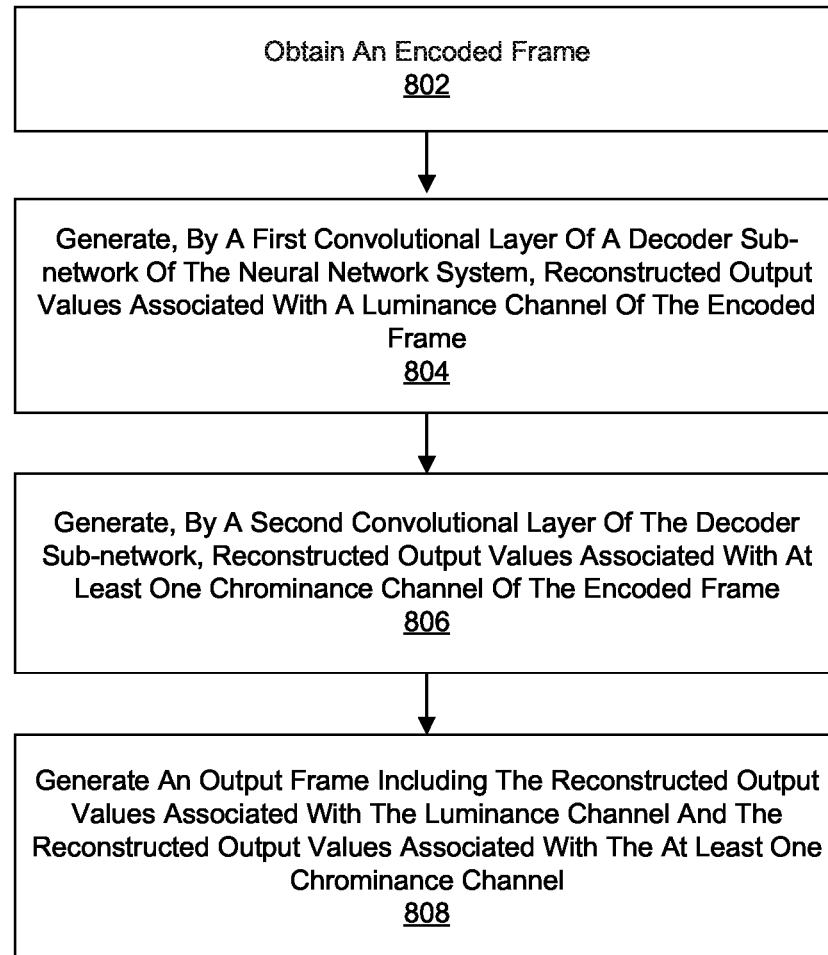 Obtain An Encoded Frame
802
Generate, By A First Convolutional Layer Of A Decoder Sub-
network Of The Neural Network System, Reconstructed Output
Values Associated With A Luminance Channel Of The Encoded
Frame
804
Generate, By A Second Convolutional Layer Of The Decoder
Sub-network, Reconstructed Output Values Associated With At
Least One Chrominance Channel Of The Encoded Frame
806
Generate An Output Frame Including The Reconstructed Output
Values Associated With The Luminance Channel And The
Reconstructed Output Values Associated With The At Least One
Chrominance Channel
808